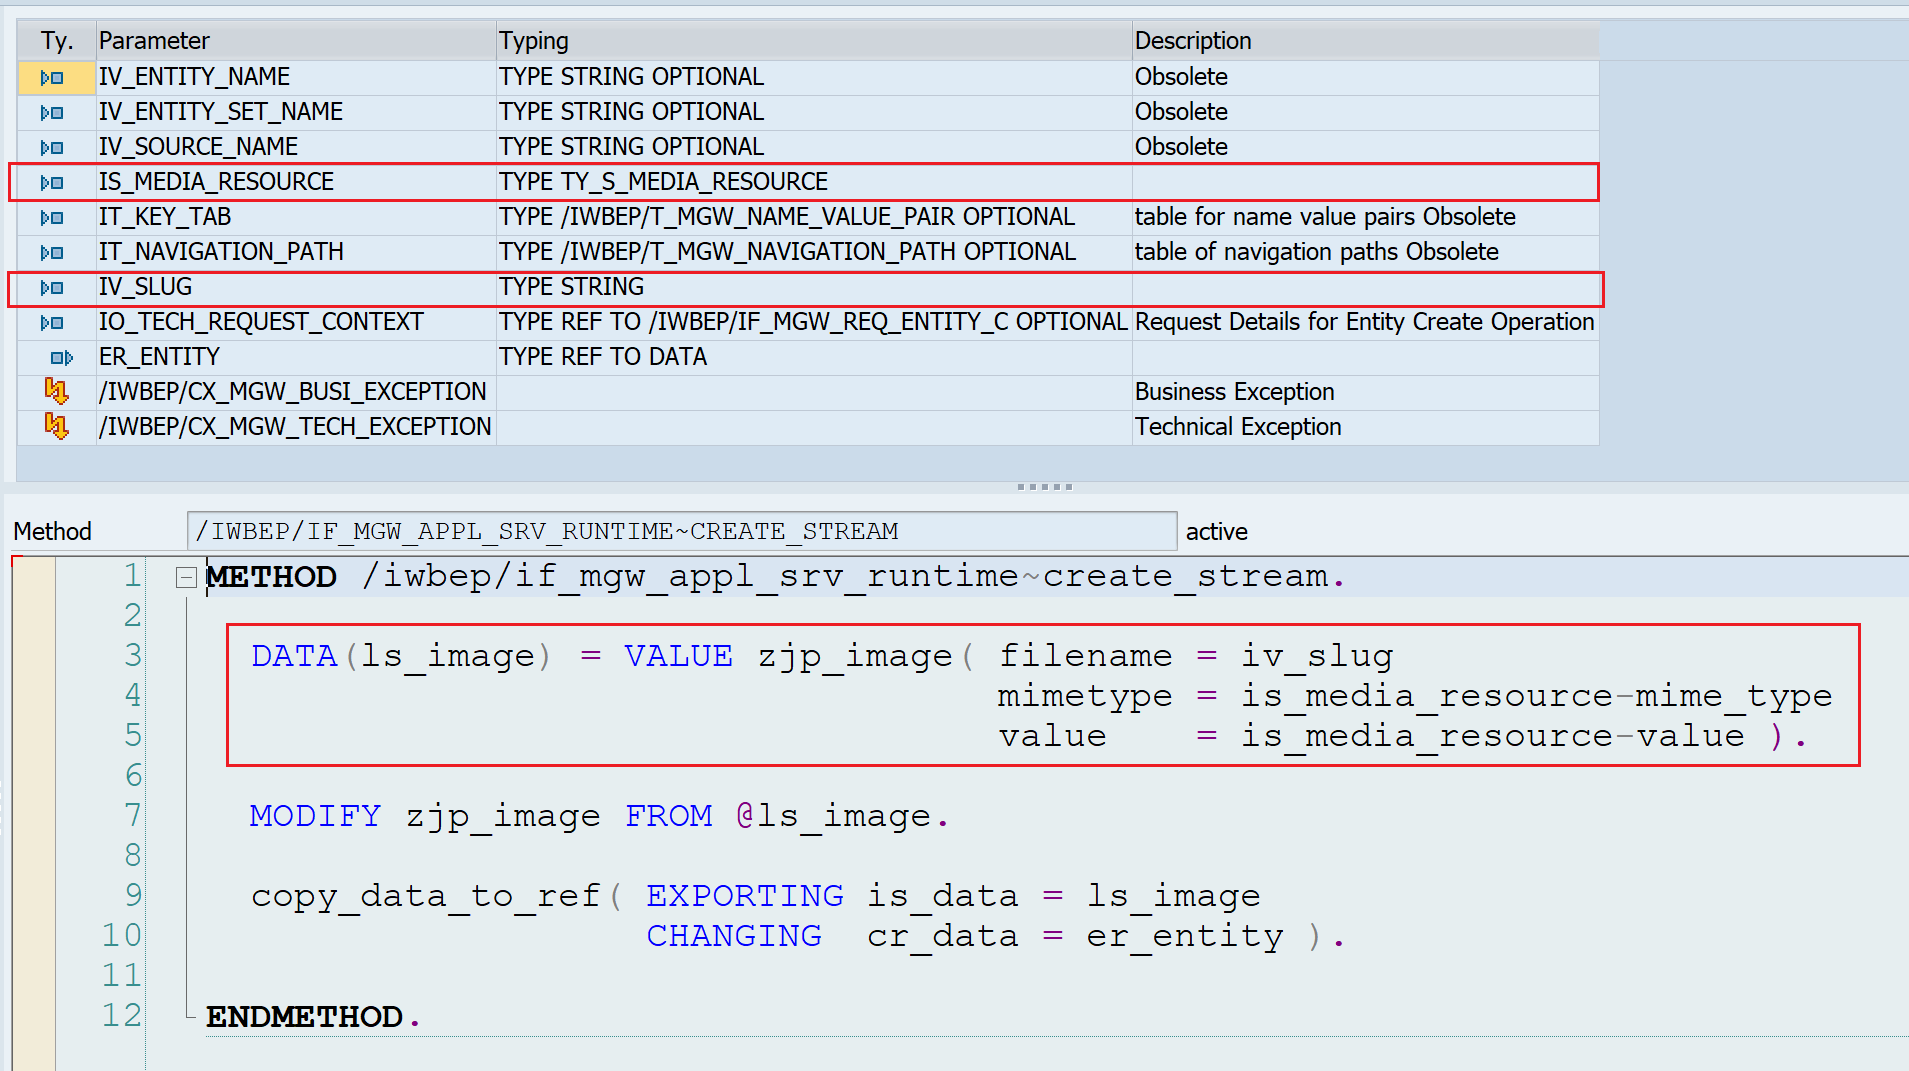 Ty. Parameter Typing Description
IV_ENTITY_NAME TYPE STRING OPTIONAL Obsolete
IV_ENTITY_SET_NAME TYPE STRING OPTIONAL Obsolete
IV_SOURCE_NAME TYPE STRING OPTIONAL Obsolete
IS_MEDIA_RESOURCE TYPE TY_S_MEDIA_RESOURCE
IT_KEY_TAB TYPE /IWBEP/T_MGW_NAME_VALUE_PAIR OPTIONAL table for name value pairs Obsolete
IT_NAVIGATION_PATH TYPE /IWBEP/T_MGW_NAVIGATION_PATH OPTIONAL table of navigation paths Obsolete
IV_SLUG TYPE STRING
IO_TECH_REQUEST_CONTEXT TYPE REF TO /IWBEP/IF_MGW_REQ_ENTITY_C OPTIONAL Request Details for Entity Create Operation
ER_ENTITY TYPE REF TO DATA
/IWBEP/CX_MGW_BUSI_EXCEPTION Business Exception
/IWBEP/CX_MGW_TECH_EXCEPTION Technical Exception
Method /IWBEP/IF_MGW_APPL_SRV_RUNTIME~CREATE_STREAM active
1 METHOD /iwbep/if_mgw_appl_srv_runtime~create_stream.
2
3 DATA(ls_image) = VALUE zjp_image( filename = iv_slug
4 mimetype = is_media_resource-mime_type
5 value = is_media_resource-value ).
6
7 MODIFY zjp_image FROM @ls_image.
8
9 copy_data_to_ref( EXPORTING is_data = ls_image
10 CHANGING cr_data = er_entity ).
11
12 ENDMETHOD.